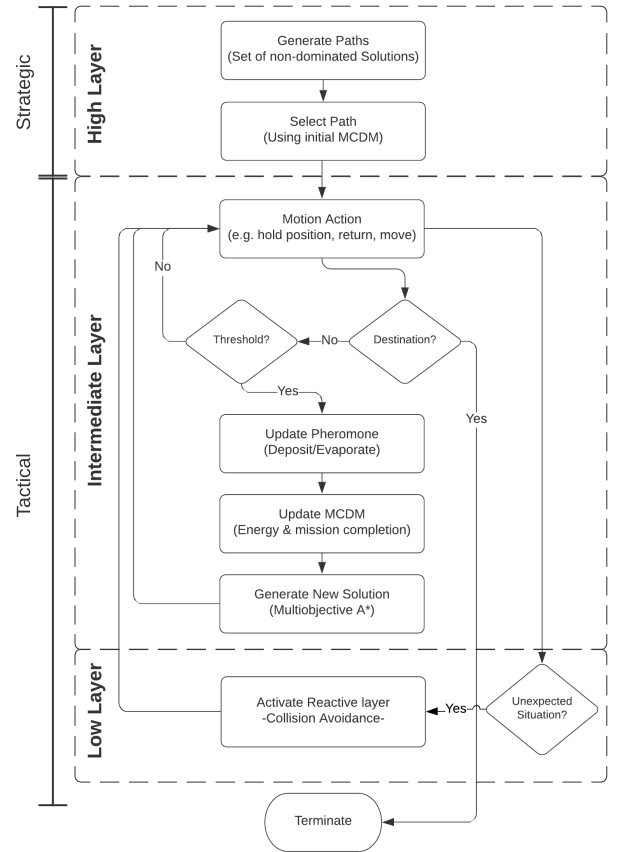 Strategic
High Layer
Generate Paths
(Set of non-dominated Solutions)
Select Path
(Using initial MCDM)
Tactical
Intermediate Layer
Motion Action
(e.g. hold position, return, move)
No
Threshold?
No
Destination?
Yes
Yes
Update Pheromone
(Deposit/Evaporate)
Update MCDM
(Energy & mission completion)
Generate New Solution
(Multiobjective A*)
Low Layer
Activate Reactive layer
-Collision Avoidance-
Yes
Unexpected
Situation?
Terminate